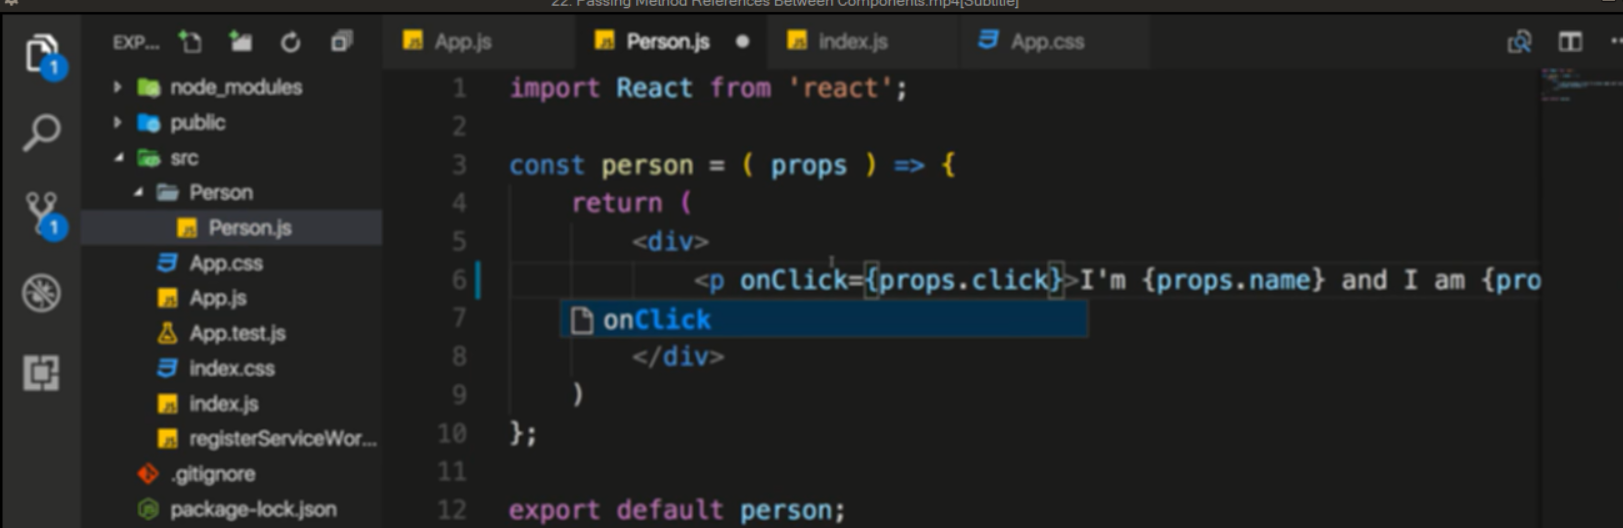 22. Passing Method References Between Components.mp4[Subtitle]
EXP...
App.js
Person.js
index.js
App.css
1
1
node_modules
public
src
Person
Person.js
App.css
App.js
App.test.js
index.css
index.js
registerServiceWor...
.gitignore
package-lock.json
1 import React from 'react';
2
3 const person = ( props ) => {
4 return (
5 <div>
6 <p onClick={props.click}>I'm {props.name} and I am {pro
7 onClick
8 </div>
9 )
10 };
11
12 export default person;